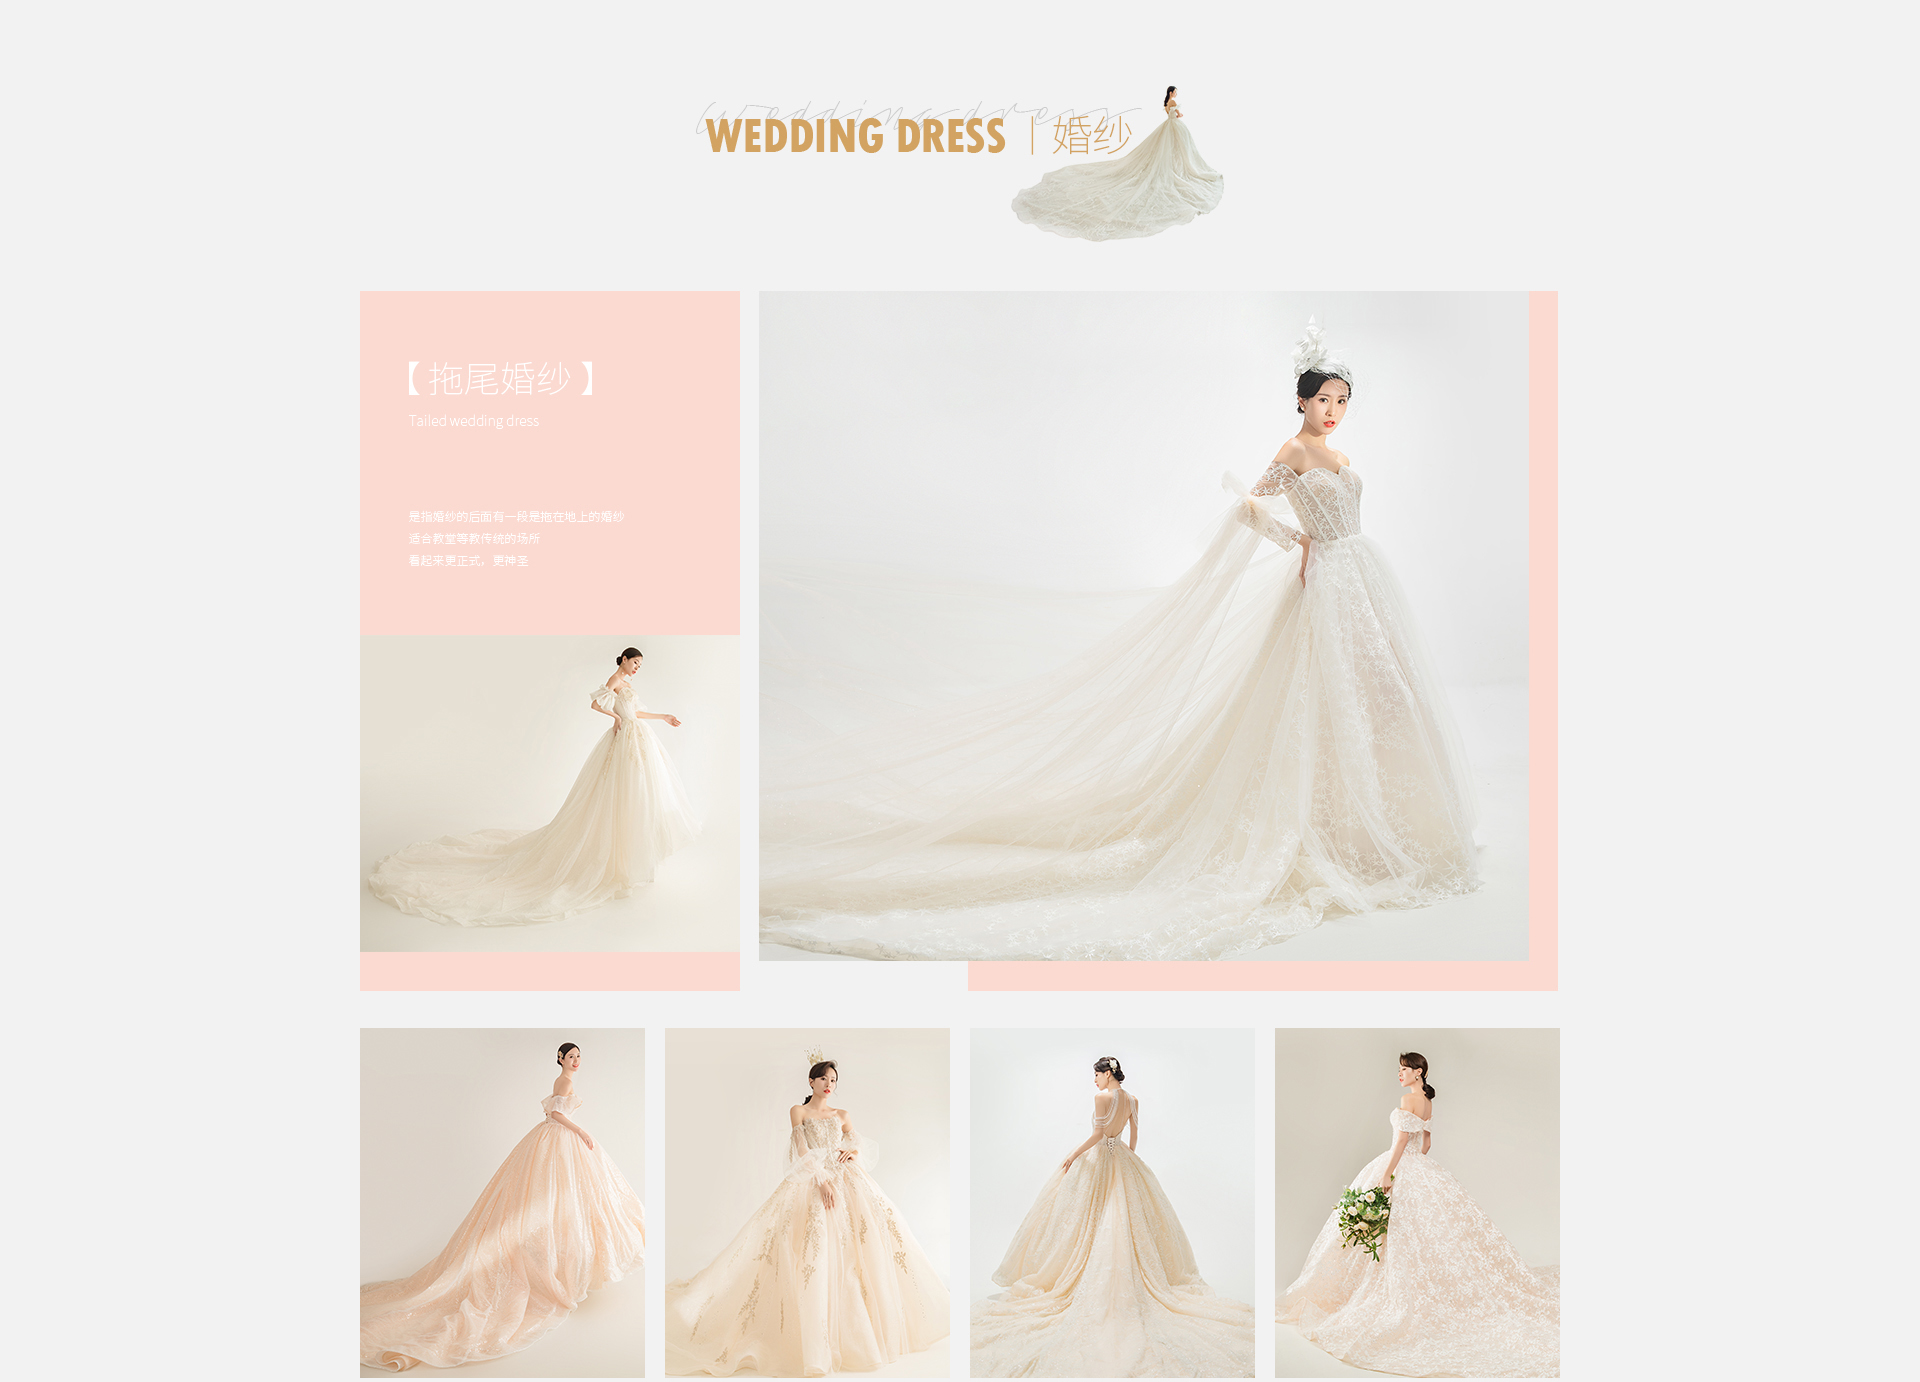 weddingdress
WEDDING DRESS｜婚纱
【拖尾婚纱】
Tailed wedding dress
是指婚纱的后面有一段是拖在地上的婚纱
适合教堂等教传统的场所
看起来更正式，更神圣